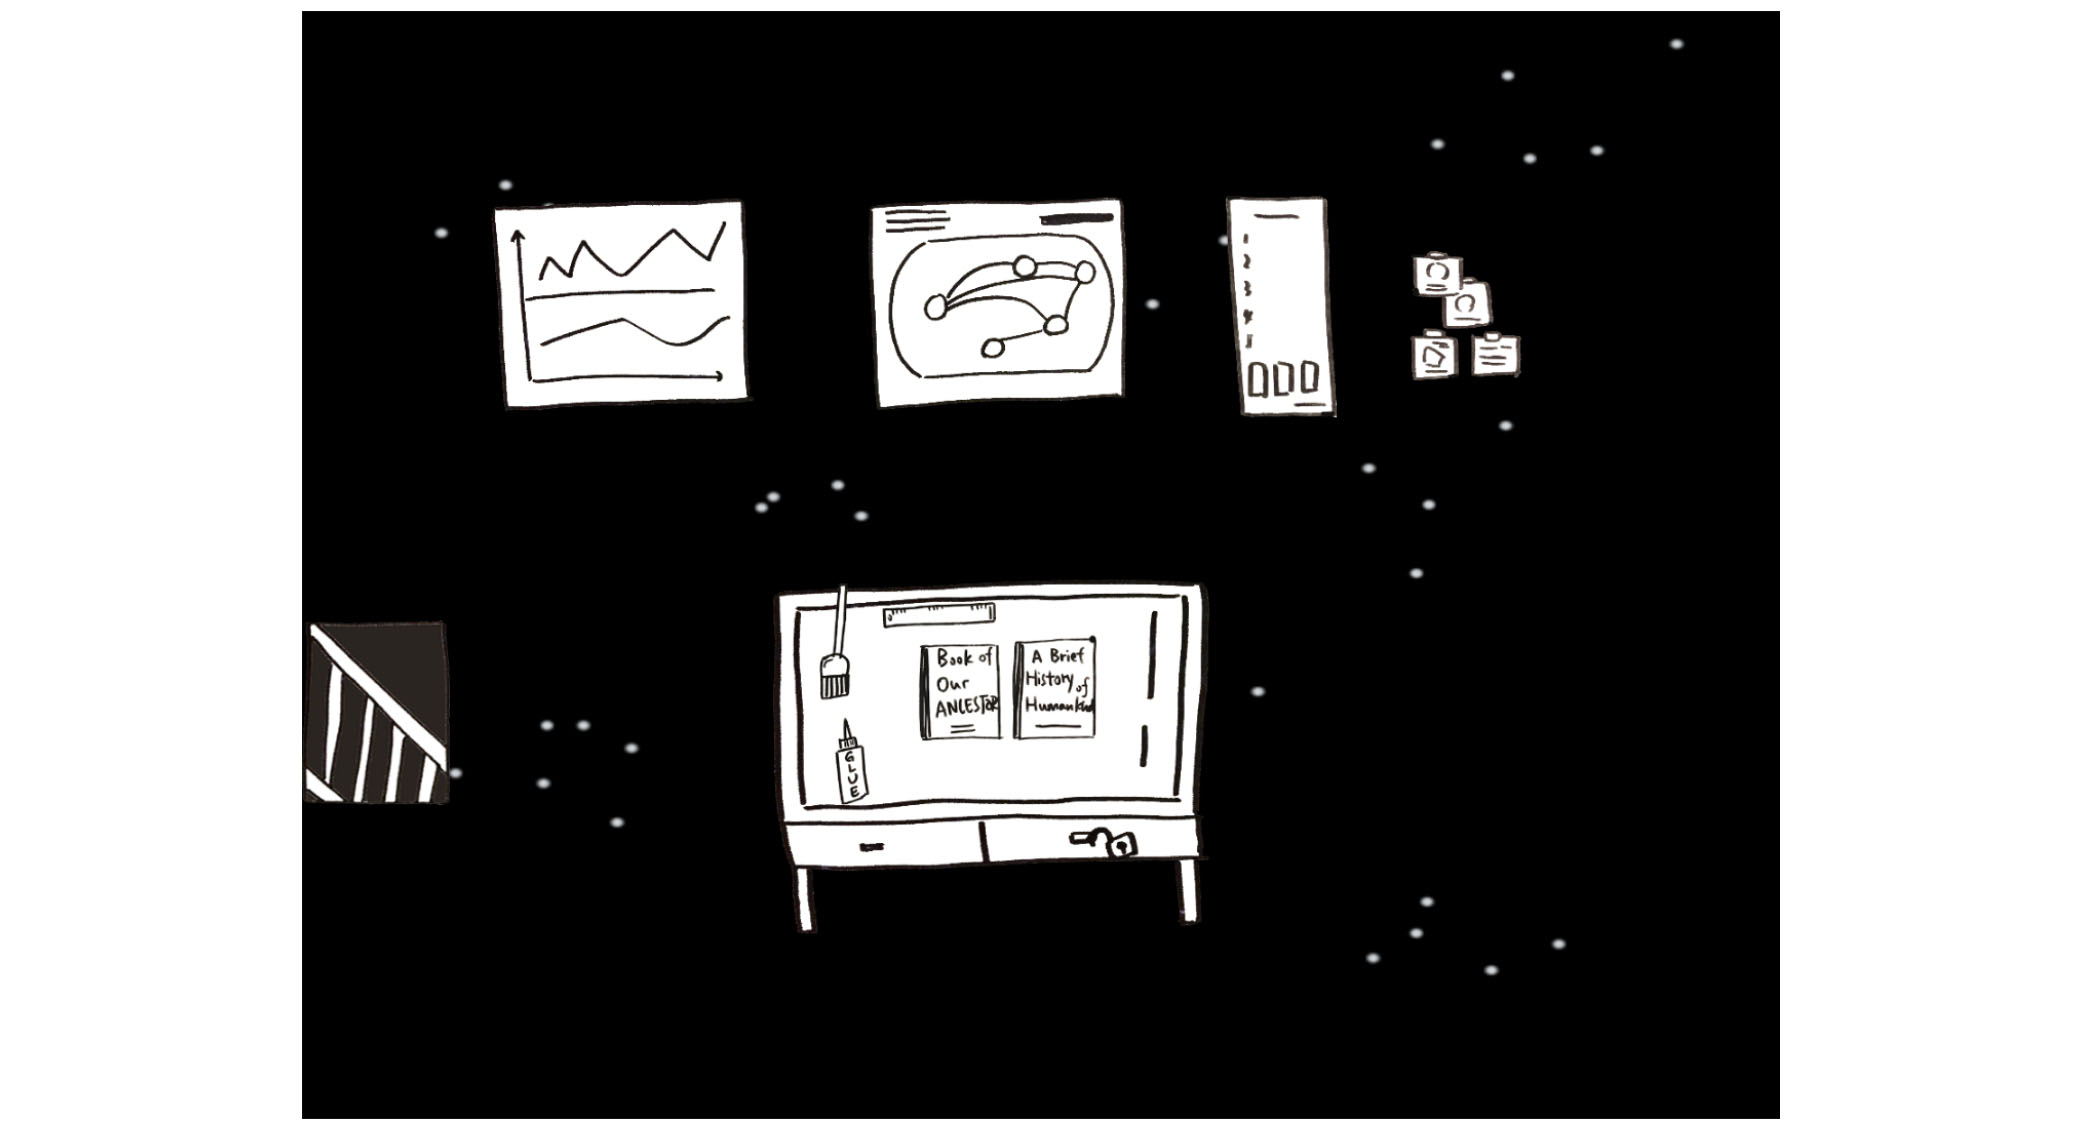 1
2
3
4
5
Book of
Our
ANCESTOR
A Brief
History of
Humankind
GLUE